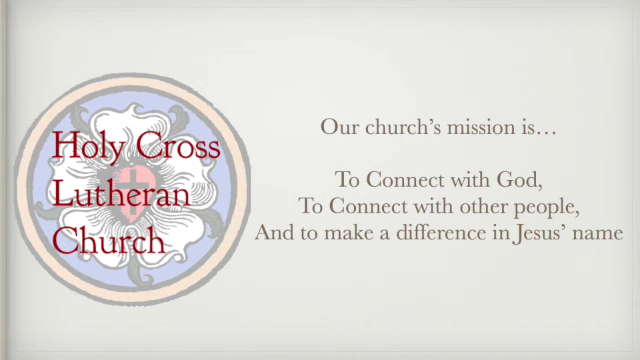 Holy Cross
Lutheran
Church
Our church’s mission is…
To Connect with God,
To Connect with other people,
And to make a difference in Jesus’ name